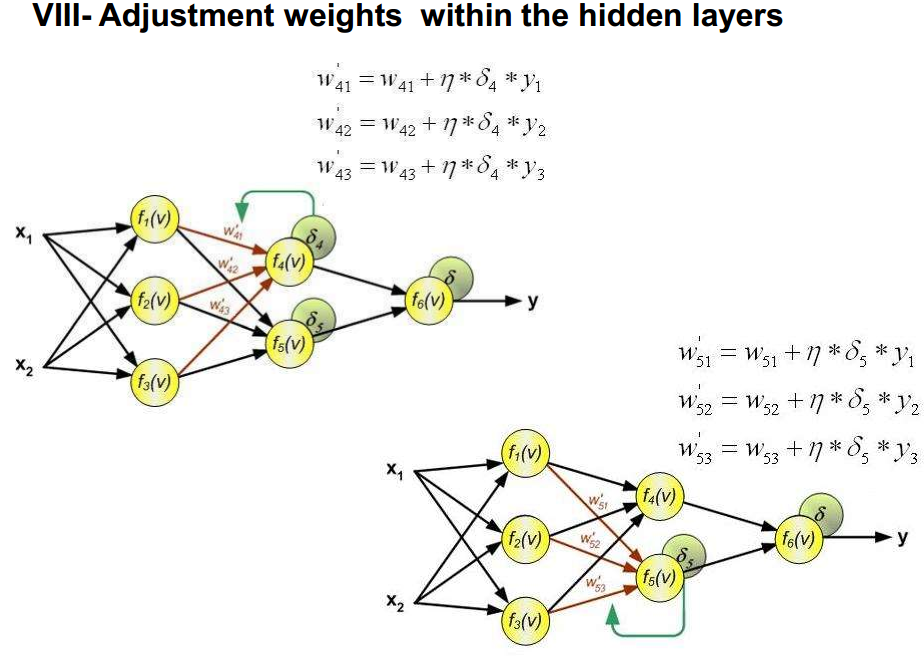 VIII- Adjustment weights within the hidden layers
w'₄₁ = w₄₁ + η * δ₄ * y₁
w'₄₂ = w₄₂ + η * δ₄ * y₂
w'₄₃ = w₄₃ + η * δ₄ * y₃
x₁
x₂
f₁(v)
f₂(v)
f₃(v)
w'₄₁
w'₄₂
w'₄₃
δ₄
f₄(v)
δ₅
f₅(v)
δ
f₆(v)
y
w'₅₁ = w₅₁ + η * δ₅ * y₁
w'₅₂ = w₅₂ + η * δ₅ * y₂
w'₅₃ = w₅₃ + η * δ₅ * y₃
x₁
x₂
f₁(v)
f₂(v)
f₃(v)
w'₅₁
w'₅₂
w'₅₃
f₄(v)
δ₅
f₅(v)
δ
f₆(v)
y